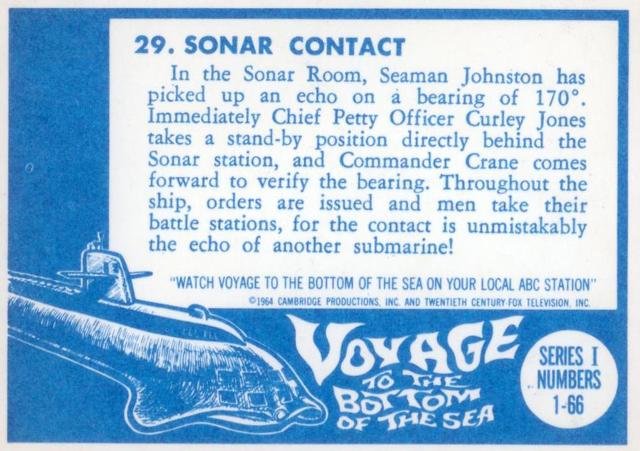 29. SONAR CONTACT
In the Sonar Room, Seaman Johnston has
picked up an echo on a bearing of 170°.
Immediately Chief Petty Officer Curley Jones
takes a stand-by position directly behind the
Sonar station, and Commander Crane comes
forward to verify the bearing. Throughout the
ship, orders are issued and men take their
battle stations, for the contact is unmistakably
the echo of another submarine!
"WATCH VOYAGE TO THE BOTTOM OF THE SEA ON YOUR LOCAL ABC STATION"
©1964 CAMBRIDGE PRODUCTIONS, INC. AND TWENTIETH CENTURY-FOX TELEVISION, INC.
VOYAGE
TO THE
BOTTOM
OF THE SEA
SERIES I
NUMBERS
1-66